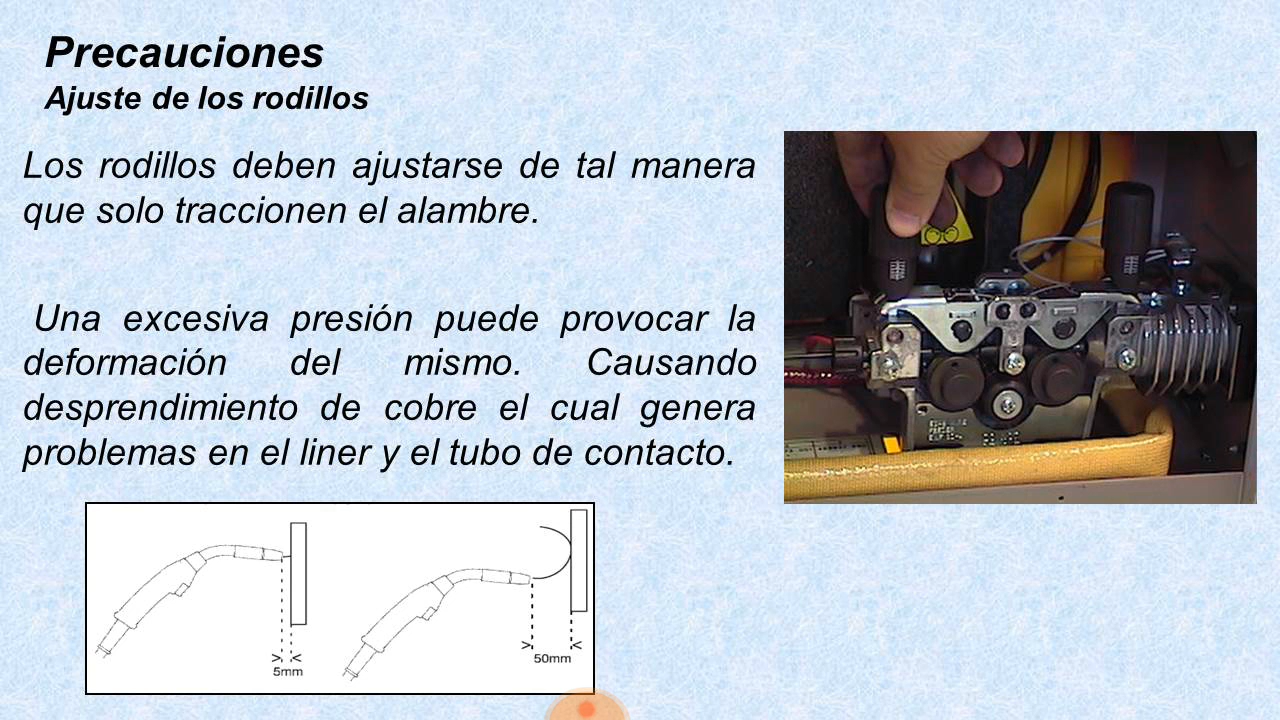 Precauciones
Ajuste de los rodillos
Los rodillos deben ajustarse de tal manera
que solo traccionen el alambre.
Una excesiva presión puede provocar la
deformación del mismo. Causando
desprendimiento de cobre el cual genera
problemas en el liner y el tubo de contacto.
> <
5mm
> <
50mm